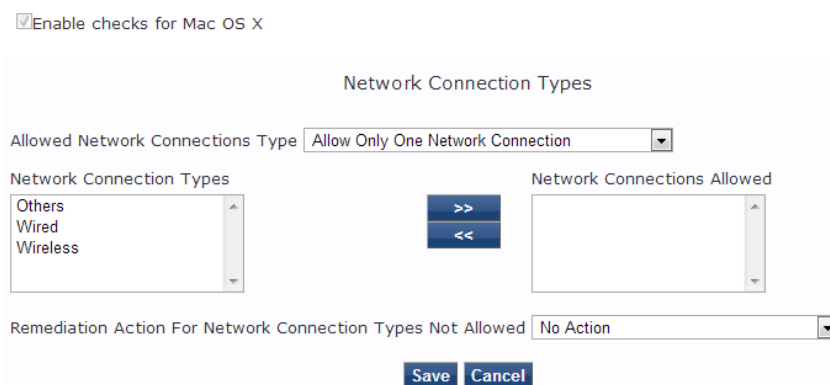 Enable checks for Mac OS X
Network Connection Types
Allowed Network Connections Type Allow Only One Network Connection
Network Connection Types Network Connections Allowed
Others
Wired
Wireless
>>
<<
Remediation Action For Network Connection Types Not Allowed No Action
Save Cancel